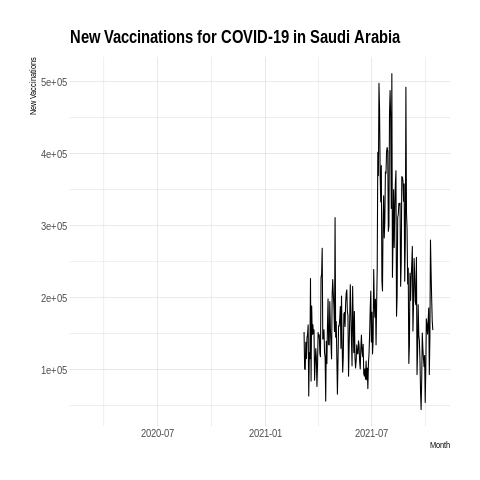 New Vaccinations for COVID-19 in Saudi Arabia
New Vaccinations
5e+05
4e+05
3e+05
2e+05
1e+05
2020-07
2021-01
2021-07
Month